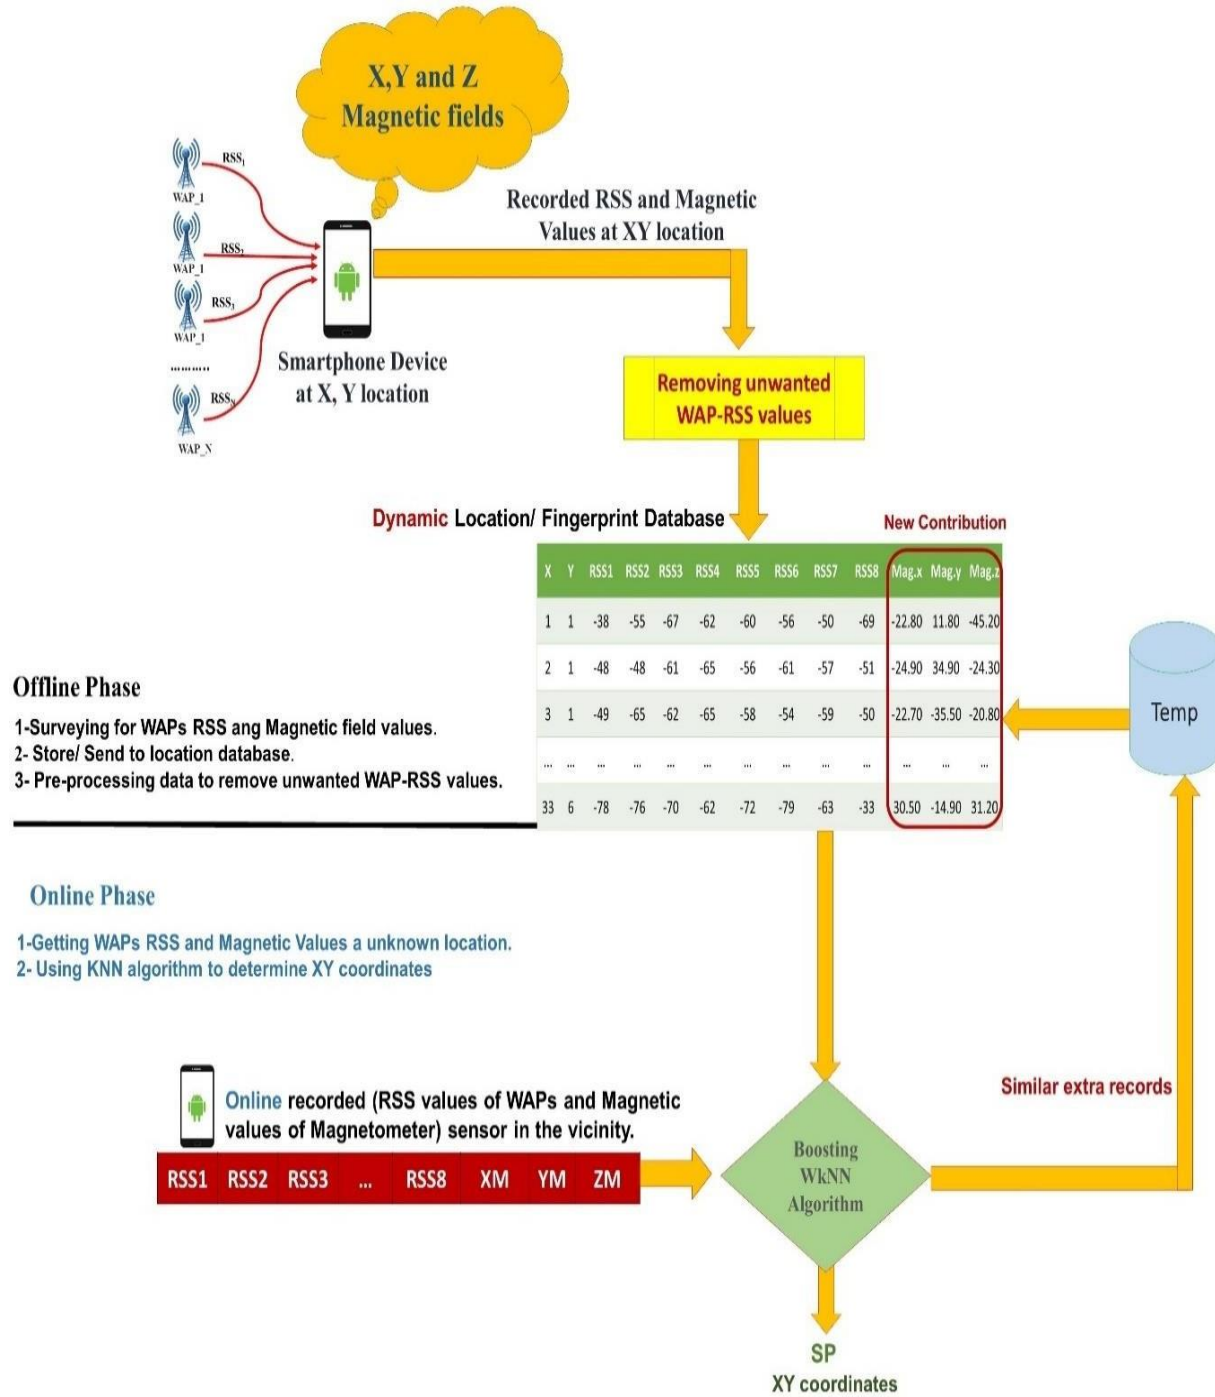 X,Y and Z
Magnetic fields
RSS1
WAP_1
RSS2
WAP_1
RSS3
WAP_1
...........
RSSN
WAP_N
Smartphone Device
at X, Y location
Recorded RSS and Magnetic
Values at XY location
Removing unwanted
WAP-RSS values
Dynamic Location/ Fingerprint Database
New Contribution
X Y RSS1 RSS2 RSS3 RSS4 RSS5 RSS6 RSS7 RSS8 Mag.x Mag.y Mag.z
1 1 -38 -55 -67 -62 -60 -56 -50 -69 -22.80 11.80 -45.20
2 1 -48 -48 -61 -65 -56 -61 -57 -51 -24.90 34.90 -24.30
3 1 -49 -65 -62 -65 -58 -54 -59 -50 -22.70 -35.50 -20.80
... ... ... ... ... ... ... ... ... ... ... ... ...
33 6 -78 -76 -70 -62 -72 -79 -63 -33 30.50 -14.90 31.20
Temp
Offline Phase
1-Surveying for WAPs RSS ang Magnetic field values.
2- Store/ Send to location database.
3- Pre-processing data to remove unwanted WAP-RSS values.
Online Phase
1-Getting WAPs RSS and Magnetic Values a unknown location.
2- Using KNN algorithm to determine XY coordinates
Online recorded (RSS values of WAPs and Magnetic
values of Magnetometer) sensor in the vicinity.
RSS1 RSS2 RSS3 ... RSS8 XM YM ZM
Boosting
WkNN
Algorithm
Similar extra records
SP
XY coordinates